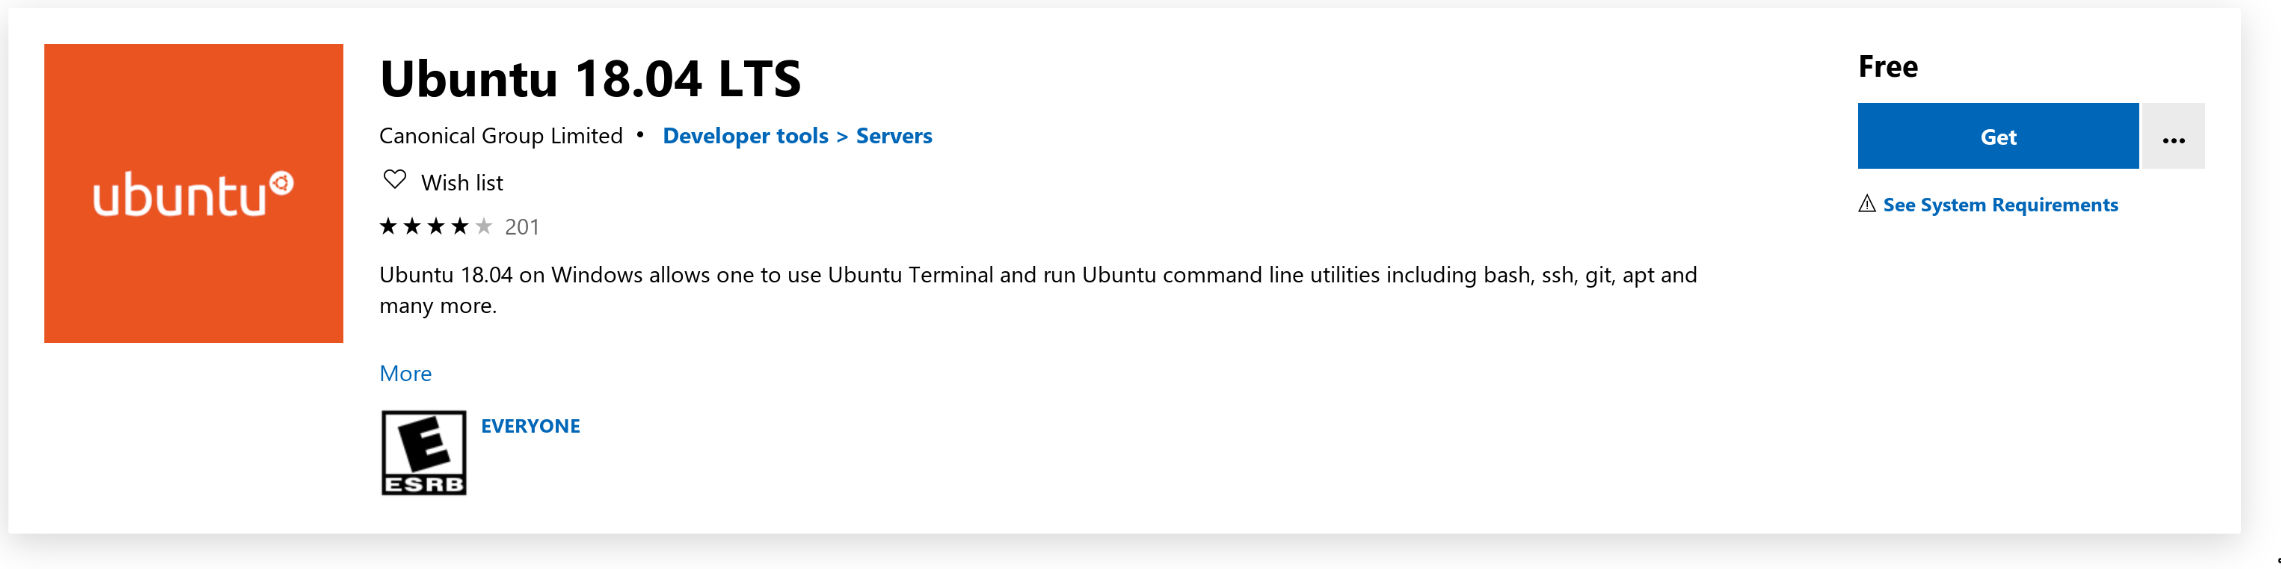 ubuntu
Ubuntu 18.04 LTS
Canonical Group Limited • Developer tools > Servers
Wish list
201
Ubuntu 18.04 on Windows allows one to use Ubuntu Terminal and run Ubuntu command line utilities including bash, ssh, git, apt and
many more.
More
E
ESRB
EVERYONE
Free
Get
...
See System Requirements